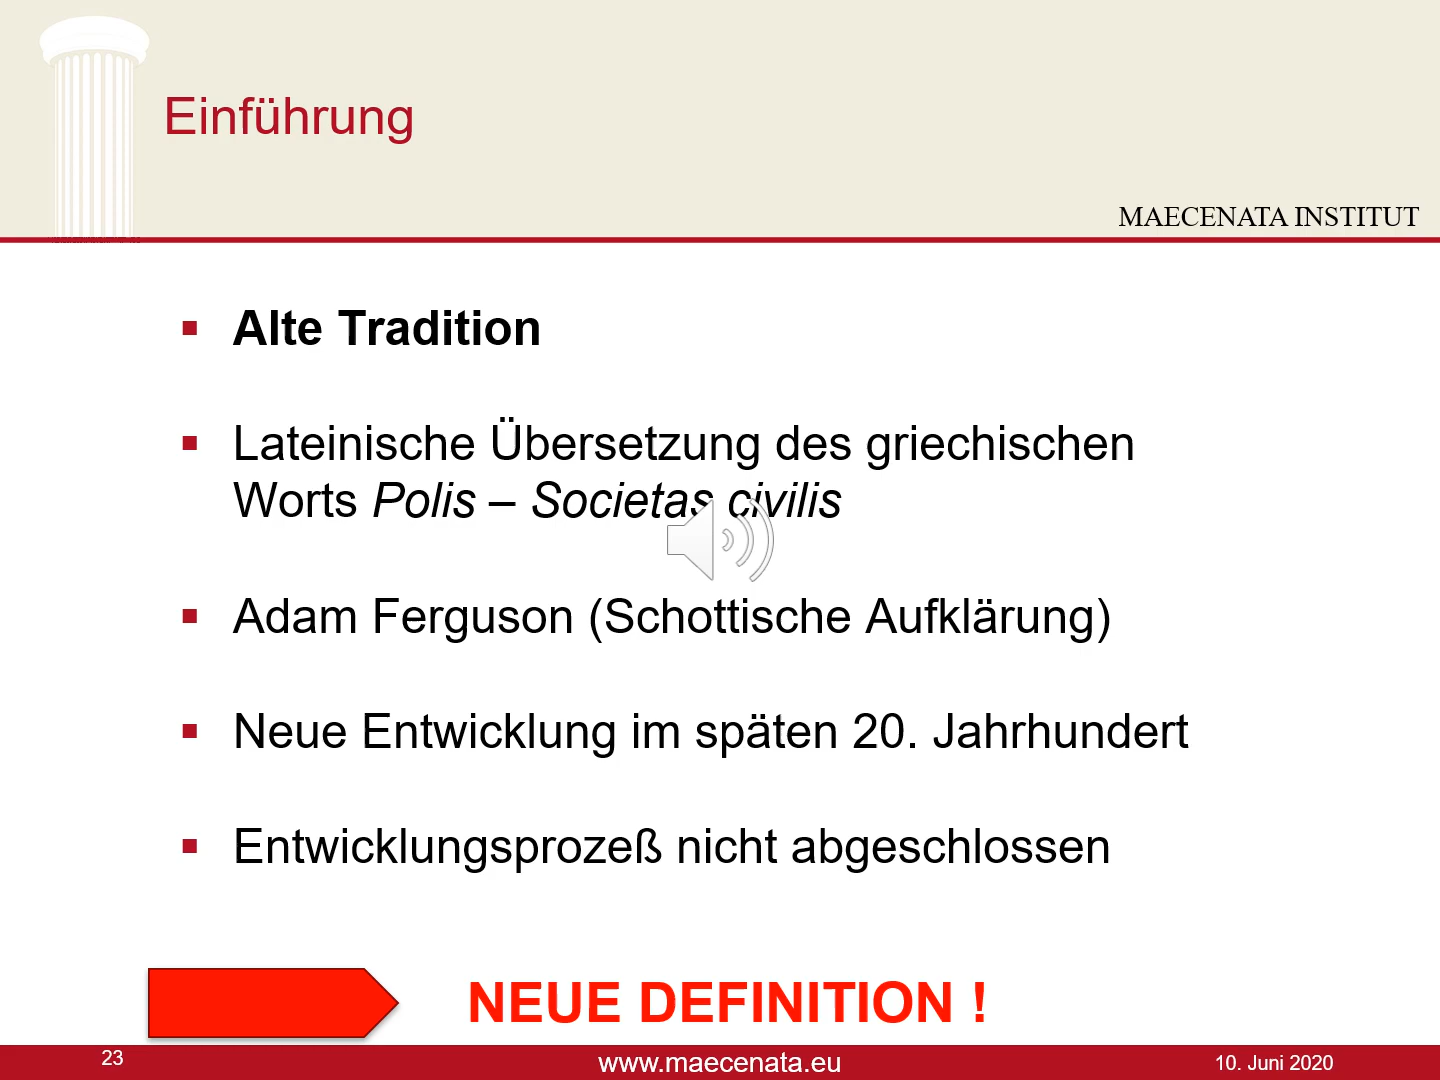 Einführung
MAECENATA INSTITUT
Alte Tradition
Lateinische Übersetzung des griechischen
Worts Polis – Societas civilis
Adam Ferguson (Schottische Aufklärung)
Neue Entwicklung im späten 20. Jahrhundert
Entwicklungsprozeß nicht abgeschlossen
NEUE DEFINITION !
23
www.maecenata.eu
10. Juni 2020